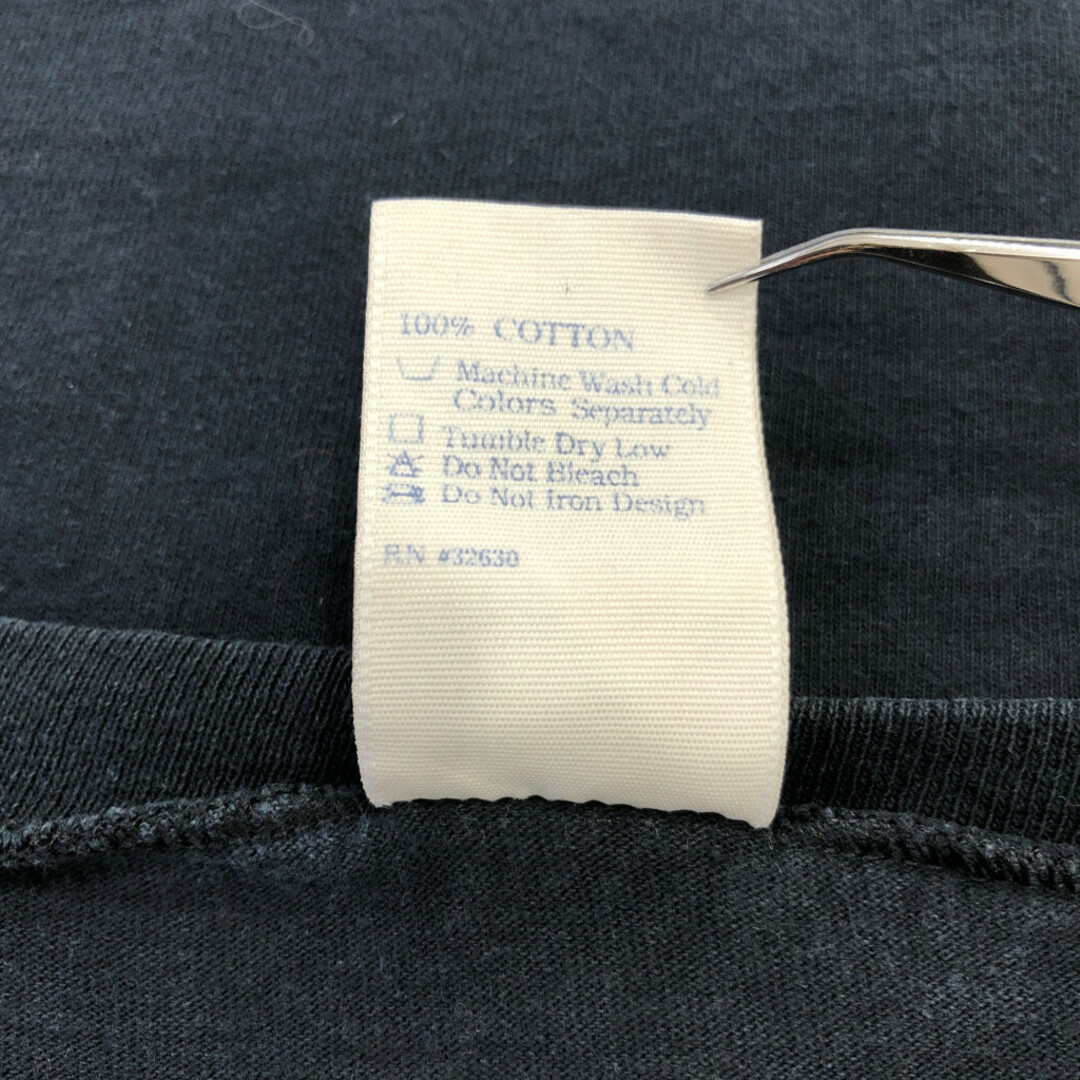 100% COTTON
Machine Wash Cold
Colors Separately
Tumble Dry Low
Do Not Bleach
Do Not Iron Design
RN #32630